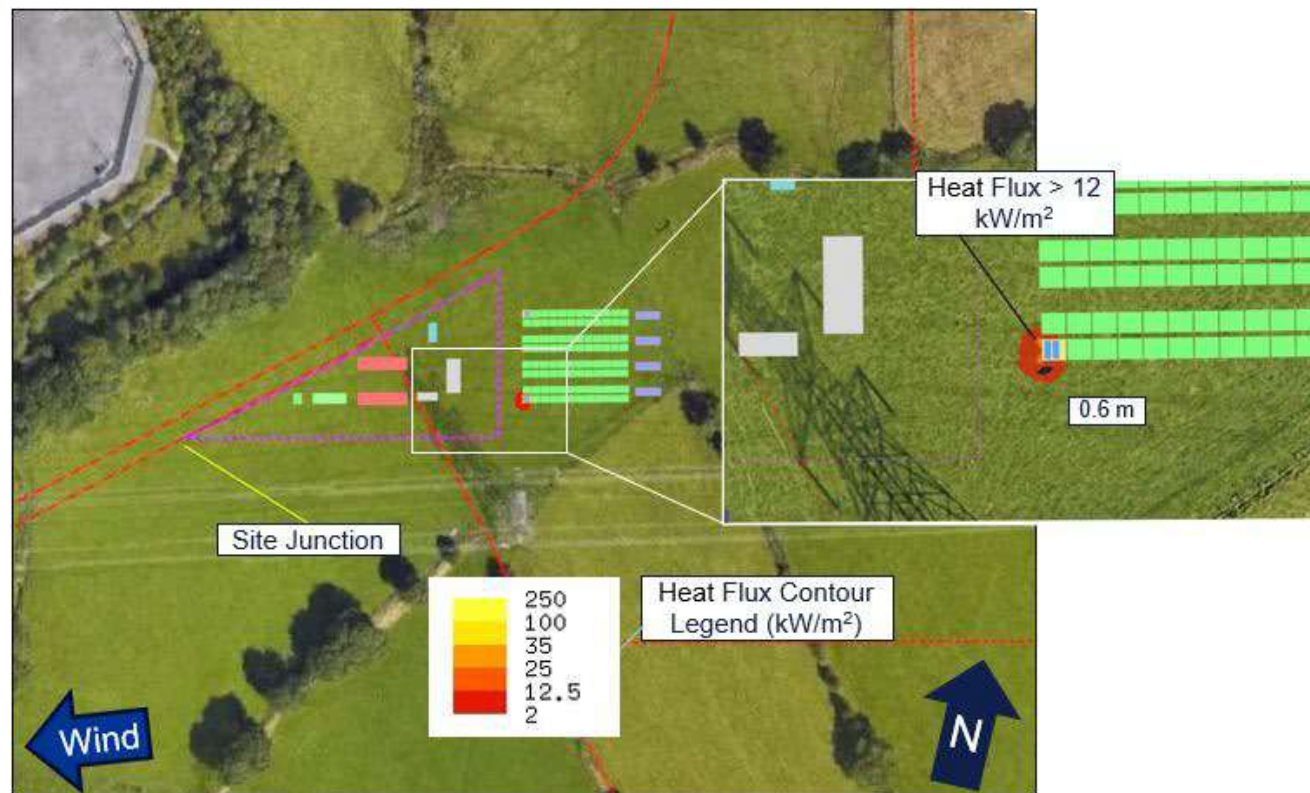 Heat Flux > 12
kW/m²
0.6 m
Site Junction
250
100
35
25
12.5
2
Heat Flux Contour
Legend (kW/m²)
Wind
N